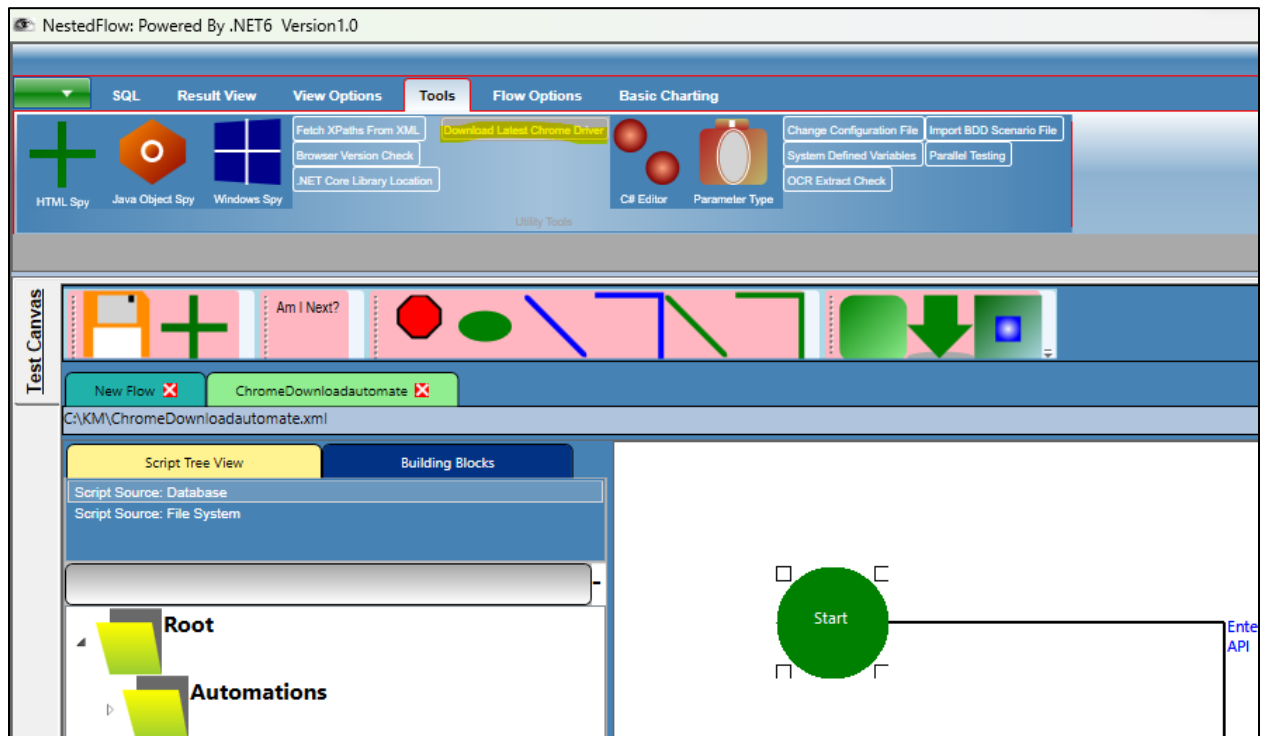 NestedFlow: Powered By .NET6 Version1.0
SQL Result View View Options Tools Flow Options Basic Charting
HTML Spy
Java Object Spy
Windows Spy
Fetch XPaths From XML
Browser Version Check
.NET Core Library Location
Download Latest Chrome Driver
C# Editor
Parameter Type
Change Configuration File
System Defined Variables
OCR Extract Check
Import BDD Scenario File
Parallel Testing
Utility Tools
Test Canvas
Am I Next?
New Flow ChromeDownloadautomate
C:\KM\ChromeDownloadautomate.xml
Script Tree View Building Blocks
Script Source: Database
Script Source: File System
Root
Automations
Start
Ente
API